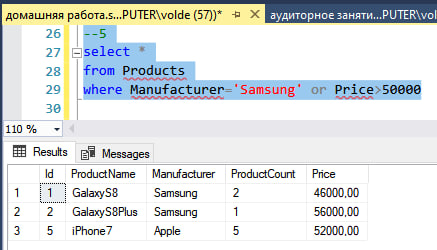 домашняя работа.s...PUTER\volde (57))* аудиторное заняти...PUTER\vol
26 --5
27 select *
28 from Products
29 where Manufacturer='Samsung' or Price>50000
30
110 %
Results Messages
Id ProductName Manufacturer ProductCount Price
1 1 GalaxyS8 Samsung 2 46000,00
2 2 GalaxyS8Plus Samsung 1 56000,00
3 5 iPhone7 Apple 5 52000,00